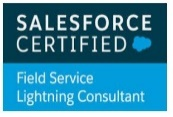 SALESFORCE
CERTIFIED
Field Service
Lightning Consultant